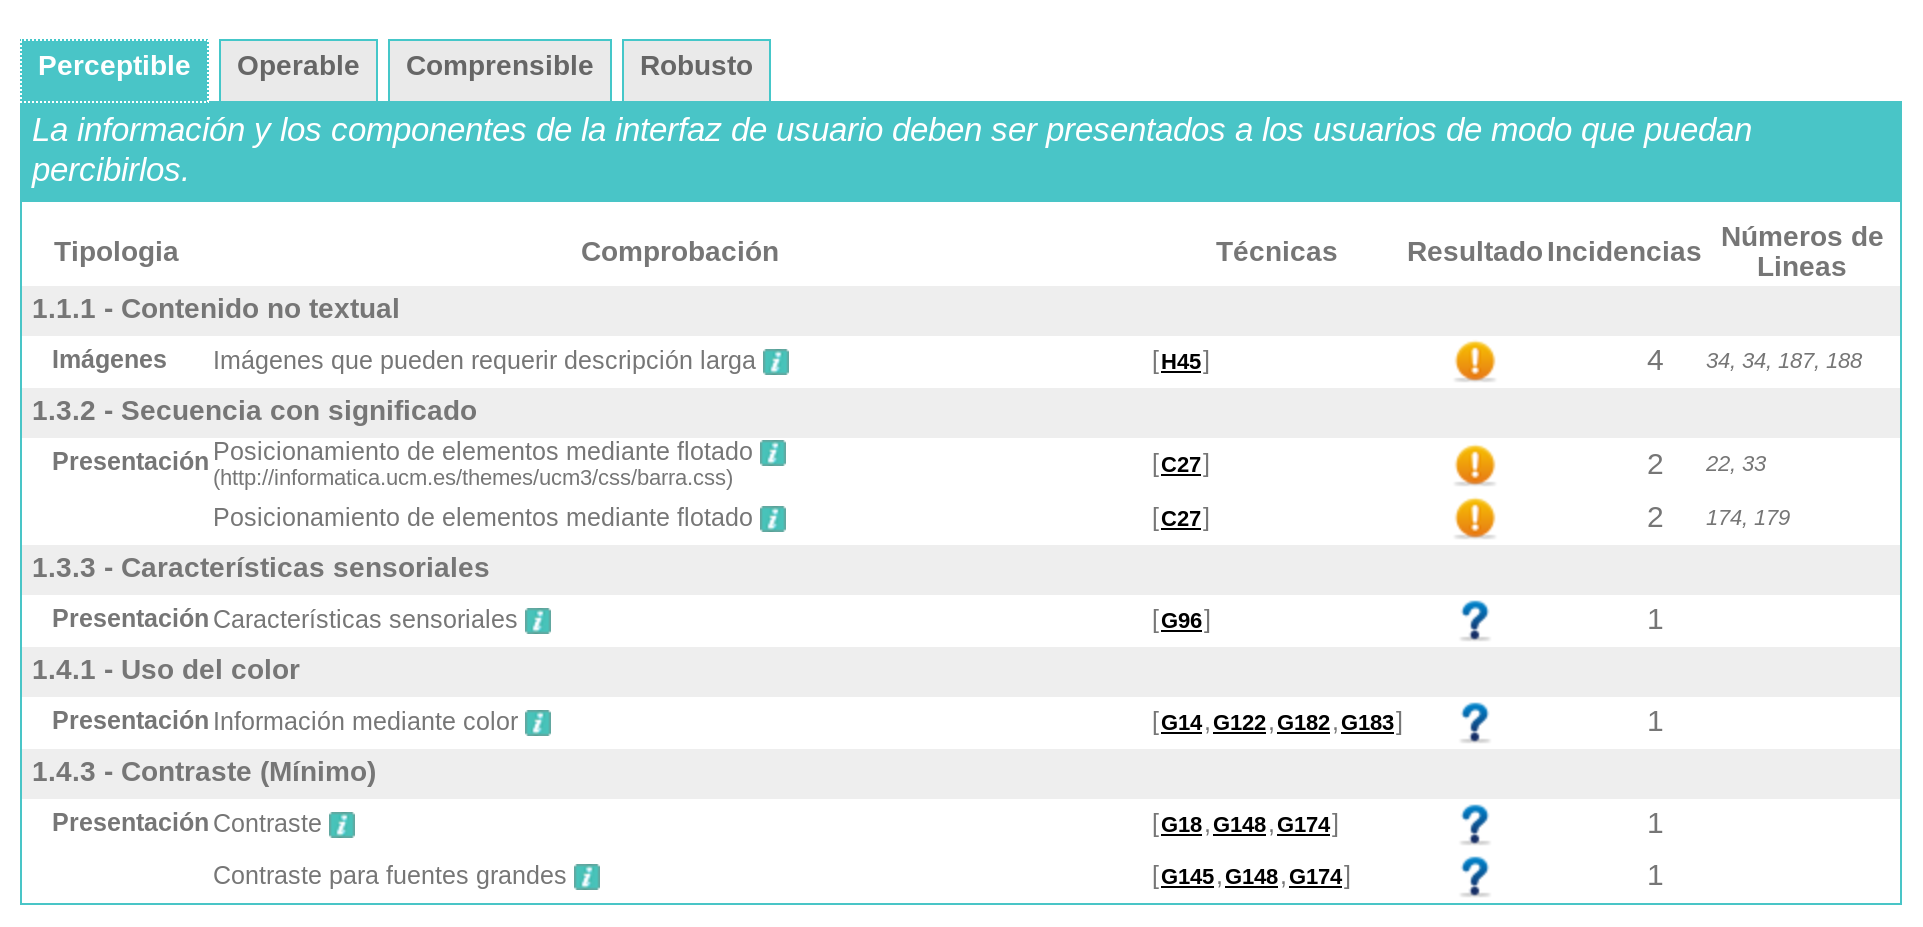 Perceptible Operable Comprensible Robusto
La información y los componentes de la interfaz de usuario deben ser presentados a los usuarios de modo que puedan
percibirlos.
Tipologia Comprobación Técnicas Resultado Incidencias Números de
Lineas
1.1.1 - Contenido no textual
Imágenes Imágenes que pueden requerir descripción larga i [H45] ! 4 34, 34, 187, 188
1.3.2 - Secuencia con significado
Presentación Posicionamiento de elementos mediante flotado i [C27] ! 2 22, 33
(http://informatica.ucm.es/themes/ucm3/css/barra.css)
Posicionamiento de elementos mediante flotado i [C27] ! 2 174, 179
1.3.3 - Características sensoriales
Presentación Características sensoriales i [G96] ? 1
1.4.1 - Uso del color
Presentación Información mediante color i [G14,G122,G182,G183] ? 1
1.4.3 - Contraste (Mínimo)
Presentación Contraste i [G18,G148,G174] ? 1
Contraste para fuentes grandes i [G145,G148,G174] ? 1